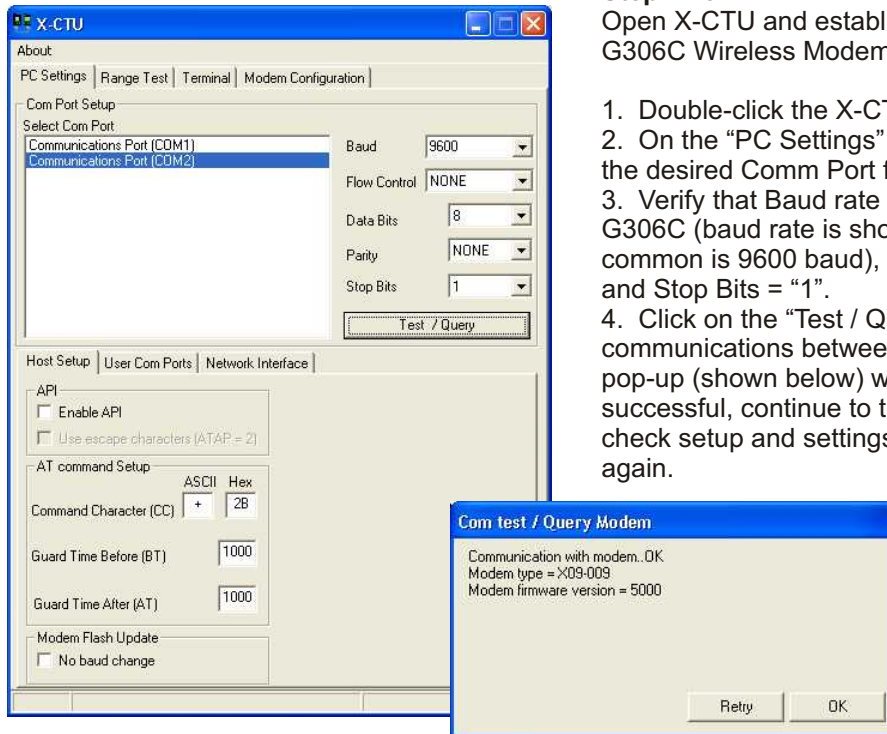 X-CTU
About
PC Settings Range Test Terminal Modem Configuration
Com Port Setup
Select Com Port
Communications Port (COM1)
Communications Port (COM2)
Baud 9600
Flow Control NONE
Data Bits 8
Parity NONE
Stop Bits 1
Test / Query
Host Setup User Com Ports Network Interface
API
Enable API
Use escape characters (ATAP = 2)
AT command Setup
ASCII Hex
Command Character (CC) + 2B
Guard Time Before (BT) 1000
Guard Time After (AT) 1000
Modem Flash Update
No baud change
Open X-CTU and establ
G306C Wireless Modem
1. Double-click the X-CT
2. On the “PC Settings”
the desired Comm Port f
3. Verify that Baud rate
G306C (baud rate is sho
common is 9600 baud),
and Stop Bits = “1”.
4. Click on the “Test / Q
communications betwee
pop-up (shown below) w
successful, continue to t
check setup and settings
again.
Com test / Query Modem
Communication with modem..OK
Modem type = X09-009
Modem firmware version = 5000
Retry OK